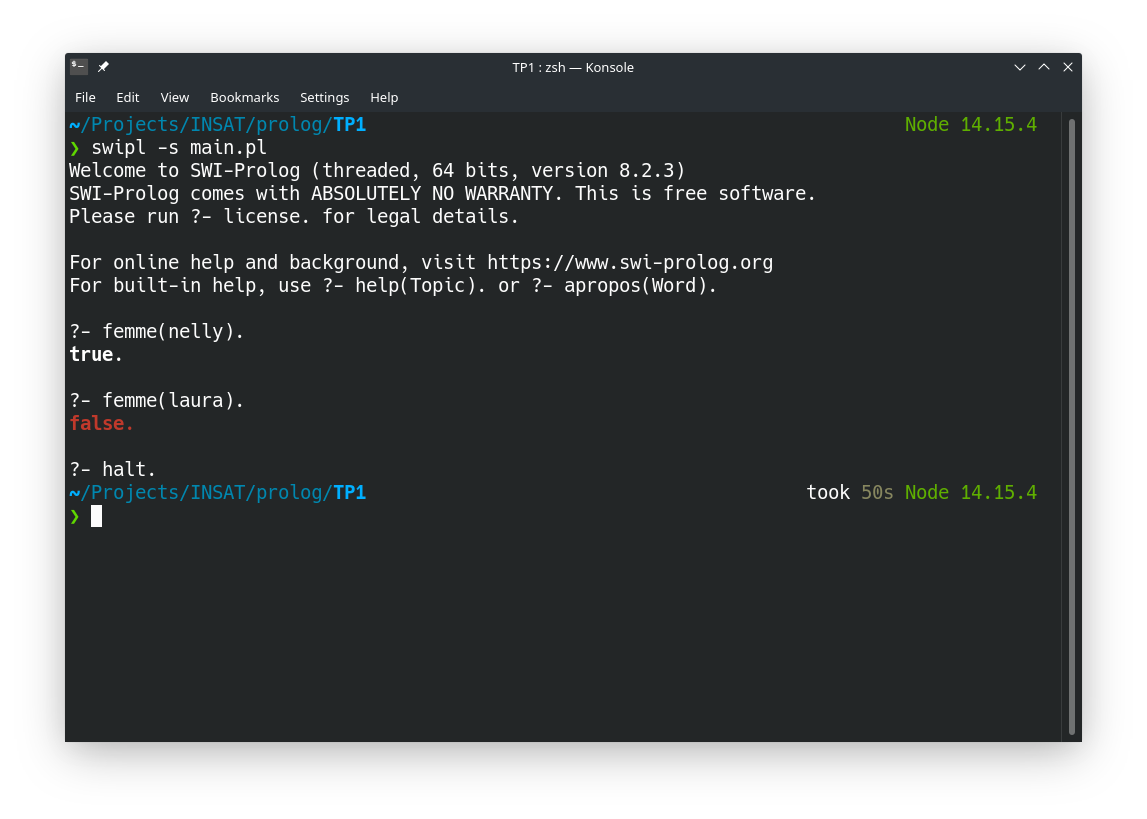 TP1 : zsh — Konsole
File Edit View Bookmarks Settings Help
~/Projects/INSAT/prolog/TP1 Node 14.15.4
❯ swipl -s main.pl
Welcome to SWI-Prolog (threaded, 64 bits, version 8.2.3)
SWI-Prolog comes with ABSOLUTELY NO WARRANTY. This is free software.
Please run ?- license. for legal details.
For online help and background, visit https://www.swi-prolog.org
For built-in help, use ?- help(Topic). or ?- apropos(Word).
?- femme(nelly).
true.
?- femme(laura).
false.
?- halt.
~/Projects/INSAT/prolog/TP1 took 50s Node 14.15.4
❯